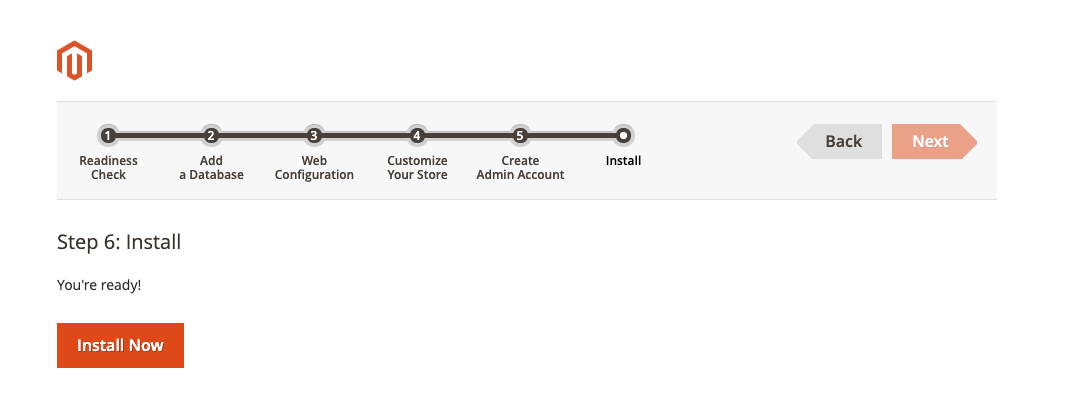 1 2 3 4 5
Readiness Check
Add a Database
Web Configuration
Customize Your Store
Create Admin Account
Install
Back
Next
Step 6: Install
You're ready!
Install Now